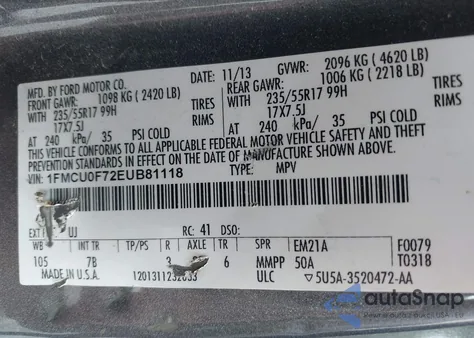 MFD. BY FORD MOTOR CO.
DATE: 11/13 GVWR: 2096 KG ( 4620 LB)
FRONT GAWR: 1098 KG ( 2420 LB) REAR GAWR: 1006 KG ( 2218 LB)
WITH 235/55R17 99H TIRES WITH 235/55R17 99H TIRES
17X7.5J RIMS 17X7.5J RIMS
AT 240 kPa/ 35 PSI COLD AT 240 kPa/ 35 PSI COLD
THIS VEHICLE CONFORMS TO ALL APPLICABLE FEDERAL MOTOR VEHICLE SAFETY AND THEFT
PREVENTION STANDARDS IN EFFECT ON THE DATE OF MANUFACTURE SHOWN ABOVE.
VIN: 1FMCU0F72EUB81118 TYPE: MPV
EXT UJ RC: 41 DSO:
WB INT TR TP/PS R AXLE TR SPR EM21A F0079
105 7B 3 6 MMPP 50A T0318
MADE IN U.S.A. ULC 5U5A-3520472-AA
autoSnap